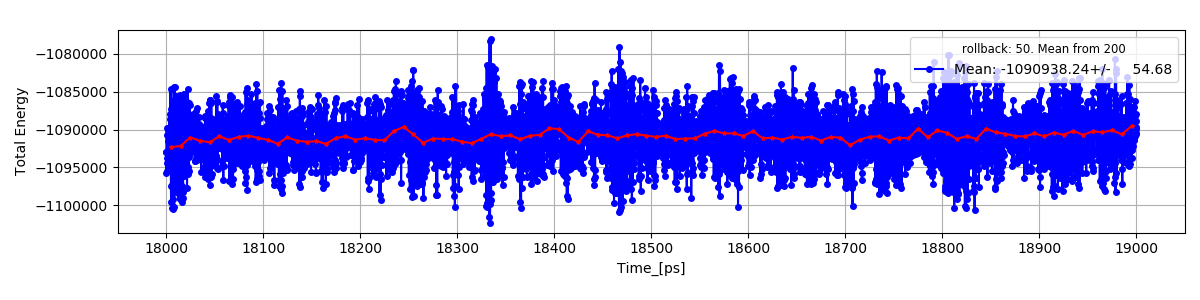 rollback: 50. Mean from 200
Mean: -1090938.24+/- 54.68
Total Energy
−1080000
−1085000
−1090000
−1095000
−1100000
18000 18100 18200 18300 18400 18500 18600 18700 18800 18900 19000
Time_[ps]